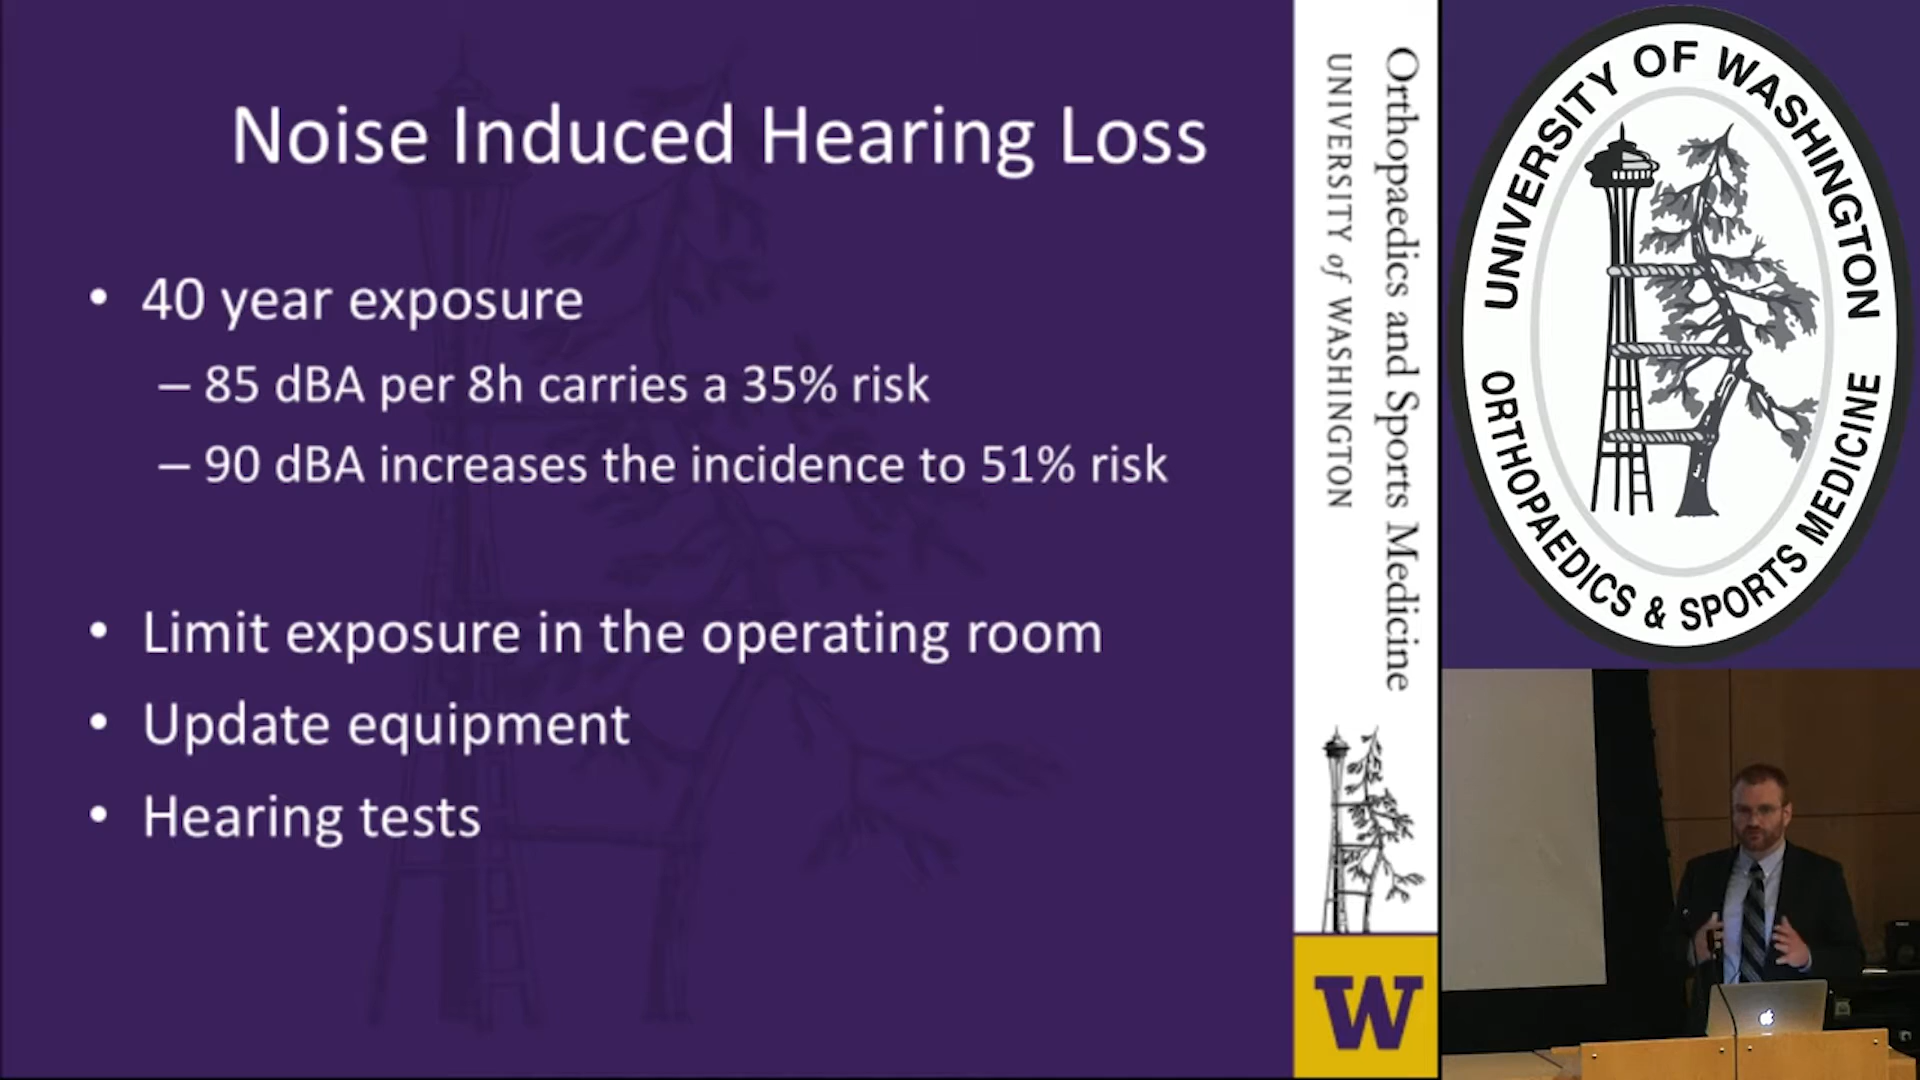 Noise Induced Hearing Loss
• 40 year exposure
– 85 dBA per 8h carries a 35% risk
– 90 dBA increases the incidence to 51% risk
• Limit exposure in the operating room
• Update equipment
• Hearing tests
Orthopaedics and Sports Medicine
UNIVERSITY of WASHINGTON
W
UNIVERSITY OF WASHINGTON
ORTHOPAEDICS & SPORTS MEDICINE